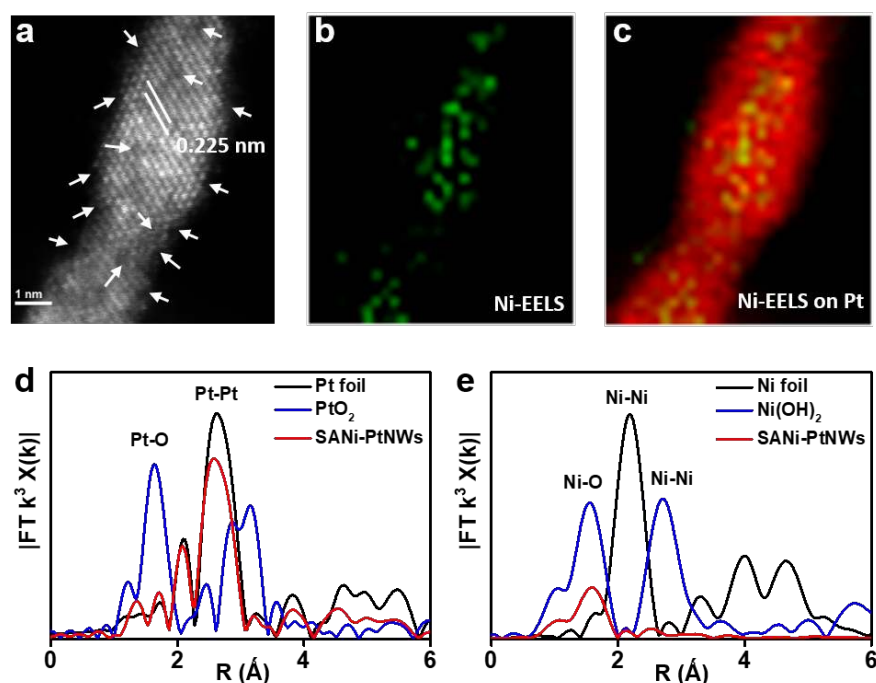 a
0.225 nm
1 nm
b
Ni-EELS
c
Ni-EELS on Pt
d
Pt-Pt
Pt-O
Pt foil
PtO₂
SANi-PtNWs
|FT k³ X(k)|
0 2 4 6
R (Å)
e
Ni-Ni
Ni-O
Ni-Ni
Ni foil
Ni(OH)₂
SANi-PtNWs
|FT k³ X(k)|
0 2 4 6
R (Å)